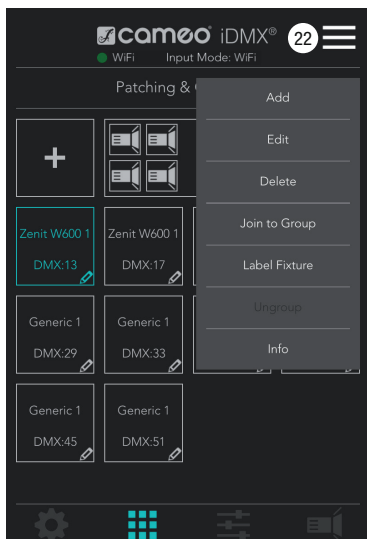 cameo iDMX® 22
WiFi Input Mode: WiFi
Patching &
Add
Edit
Delete
Join to Group
Label Fixture
Ungroup
Info
Zenit W600 1 Zenit W600 1
DMX:13 DMX:17
Generic 1 Generic 1
DMX:29 DMX:33
Generic 1 Generic 1
DMX:45 DMX:51